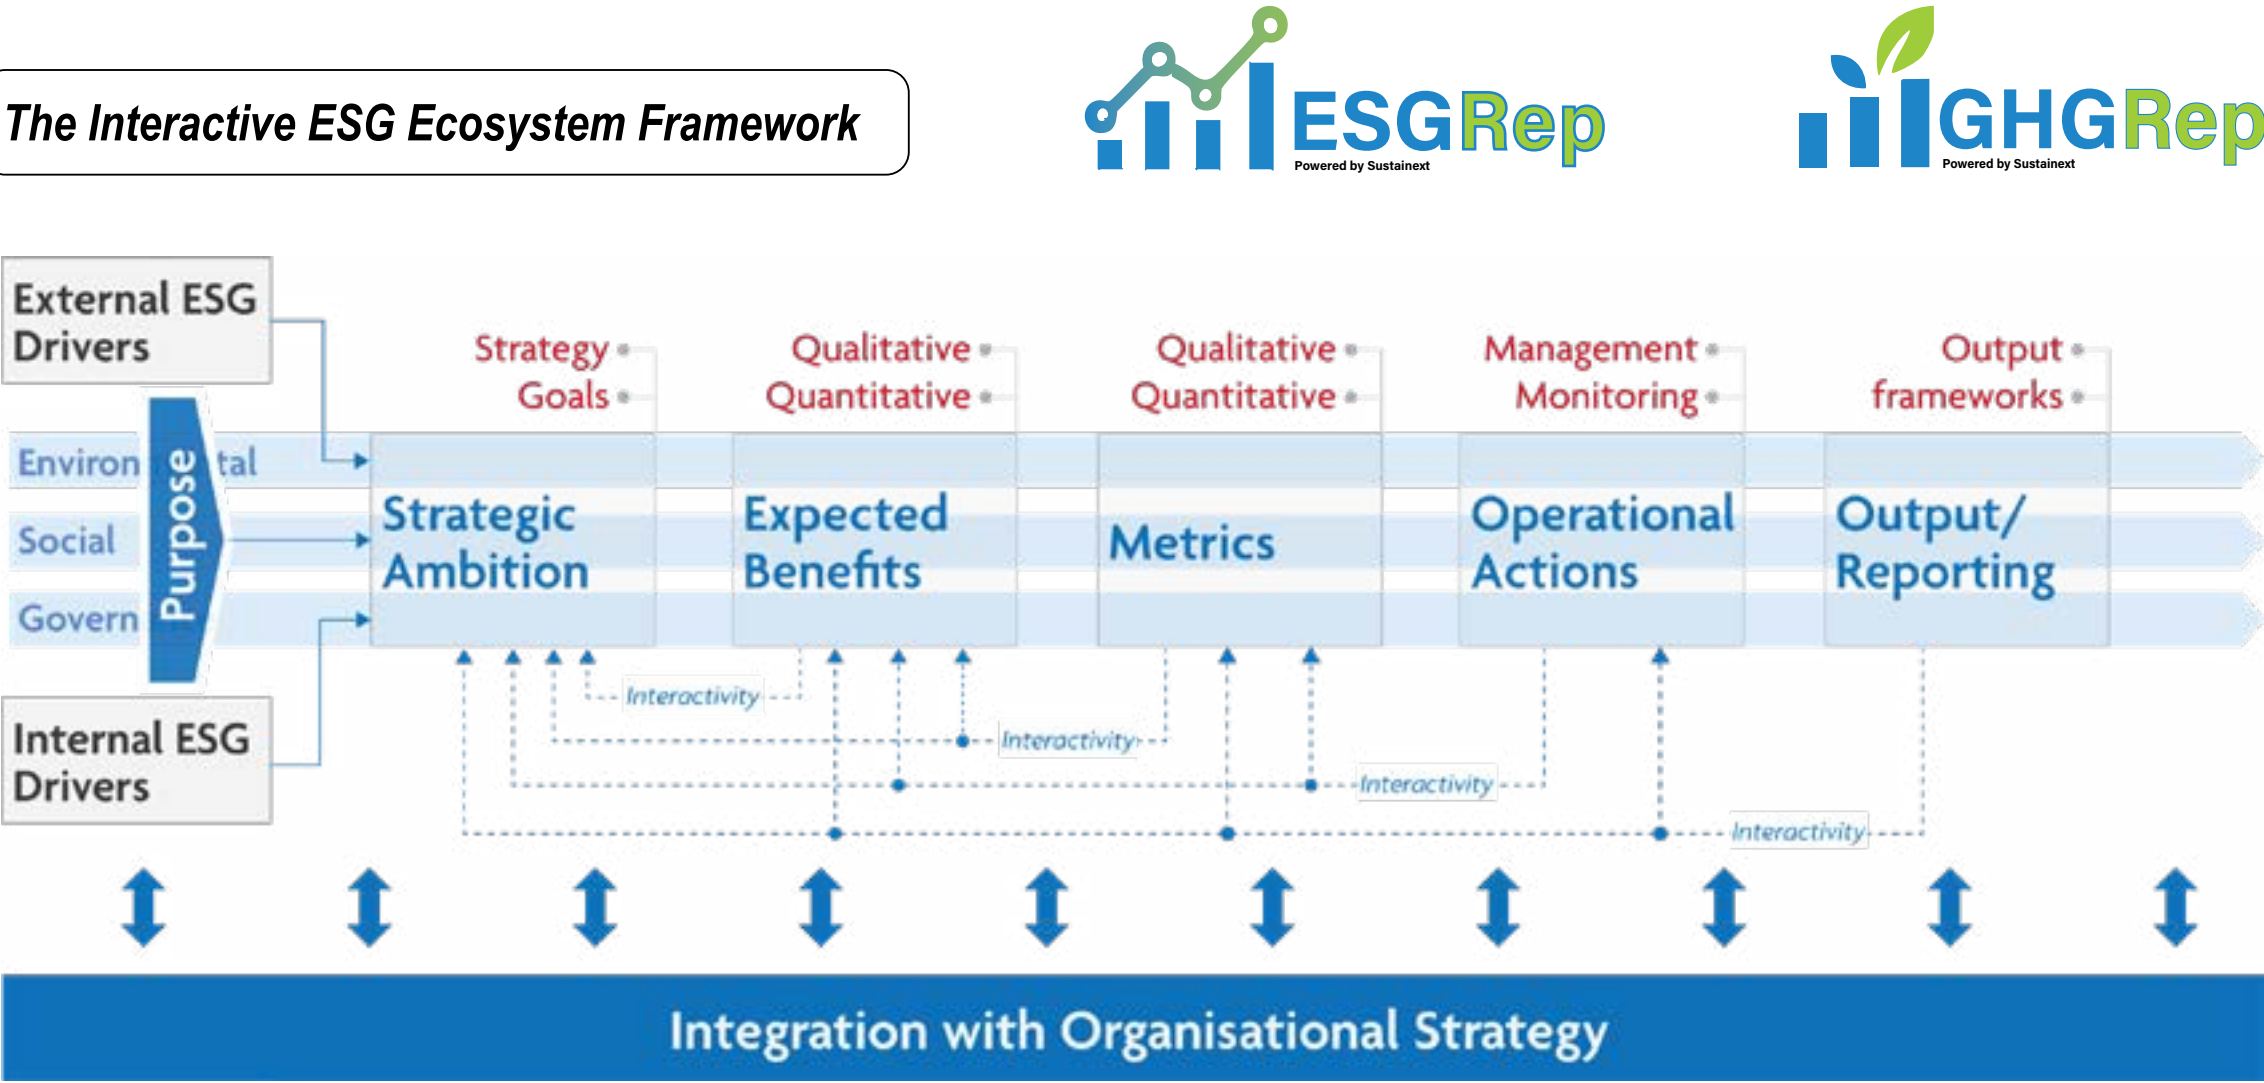 The Interactive ESG Ecosystem Framework
ESGRep
Powered by Sustainext
GHGRep
Powered by Sustainext
External ESG
Drivers
Strategy
Goals
Qualitative
Quantitative
Qualitative
Quantitative
Management
Monitoring
Output
frameworks
Environ tal
Social
Govern
Purpose
Strategic
Ambition
Expected
Benefits
Metrics
Operational
Actions
Output/
Reporting
Internal ESG
Drivers
Interactivity
Interactivity
Interactivity
Interactivity
Integration with Organisational Strategy